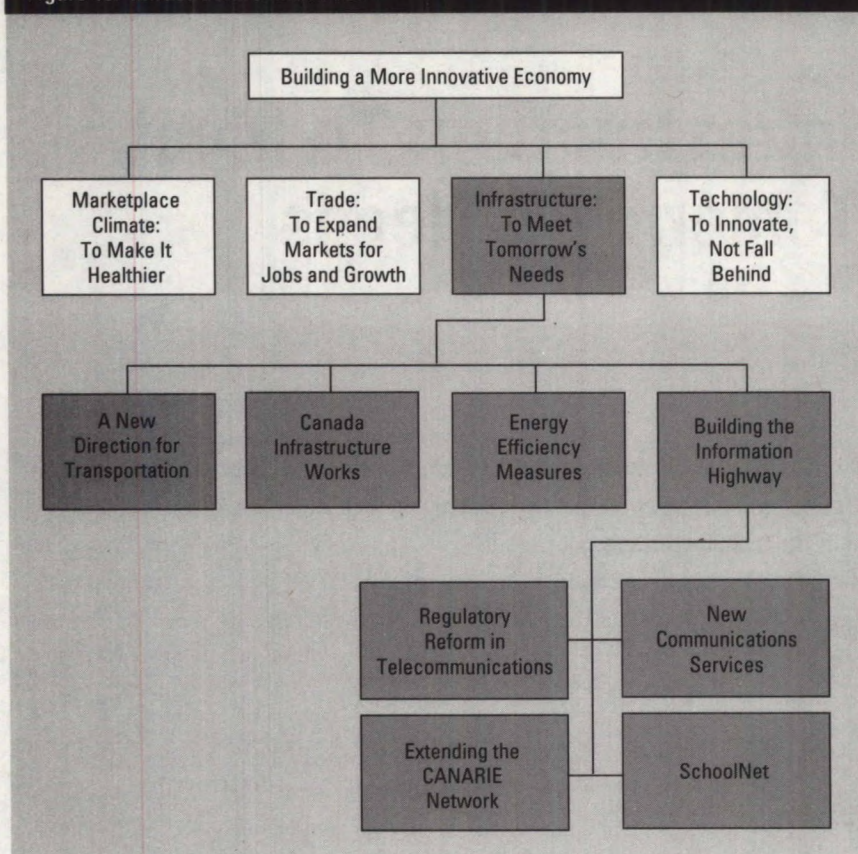 Building a More Innovative Economy
Marketplace
Climate:
To Make It
Healthier
Trade:
To Expand
Markets for
Jobs and Growth
Infrastructure:
To Meet
Tomorrow's
Needs
Technology:
To Innovate,
Not Fall
Behind
A New
Direction for
Transportation
Canada
Infrastructure
Works
Energy
Efficiency
Measures
Building the
Information
Highway
Regulatory
Reform in
Telecommunications
New
Communications
Services
Extending the
CANARIE
Network
SchoolNet